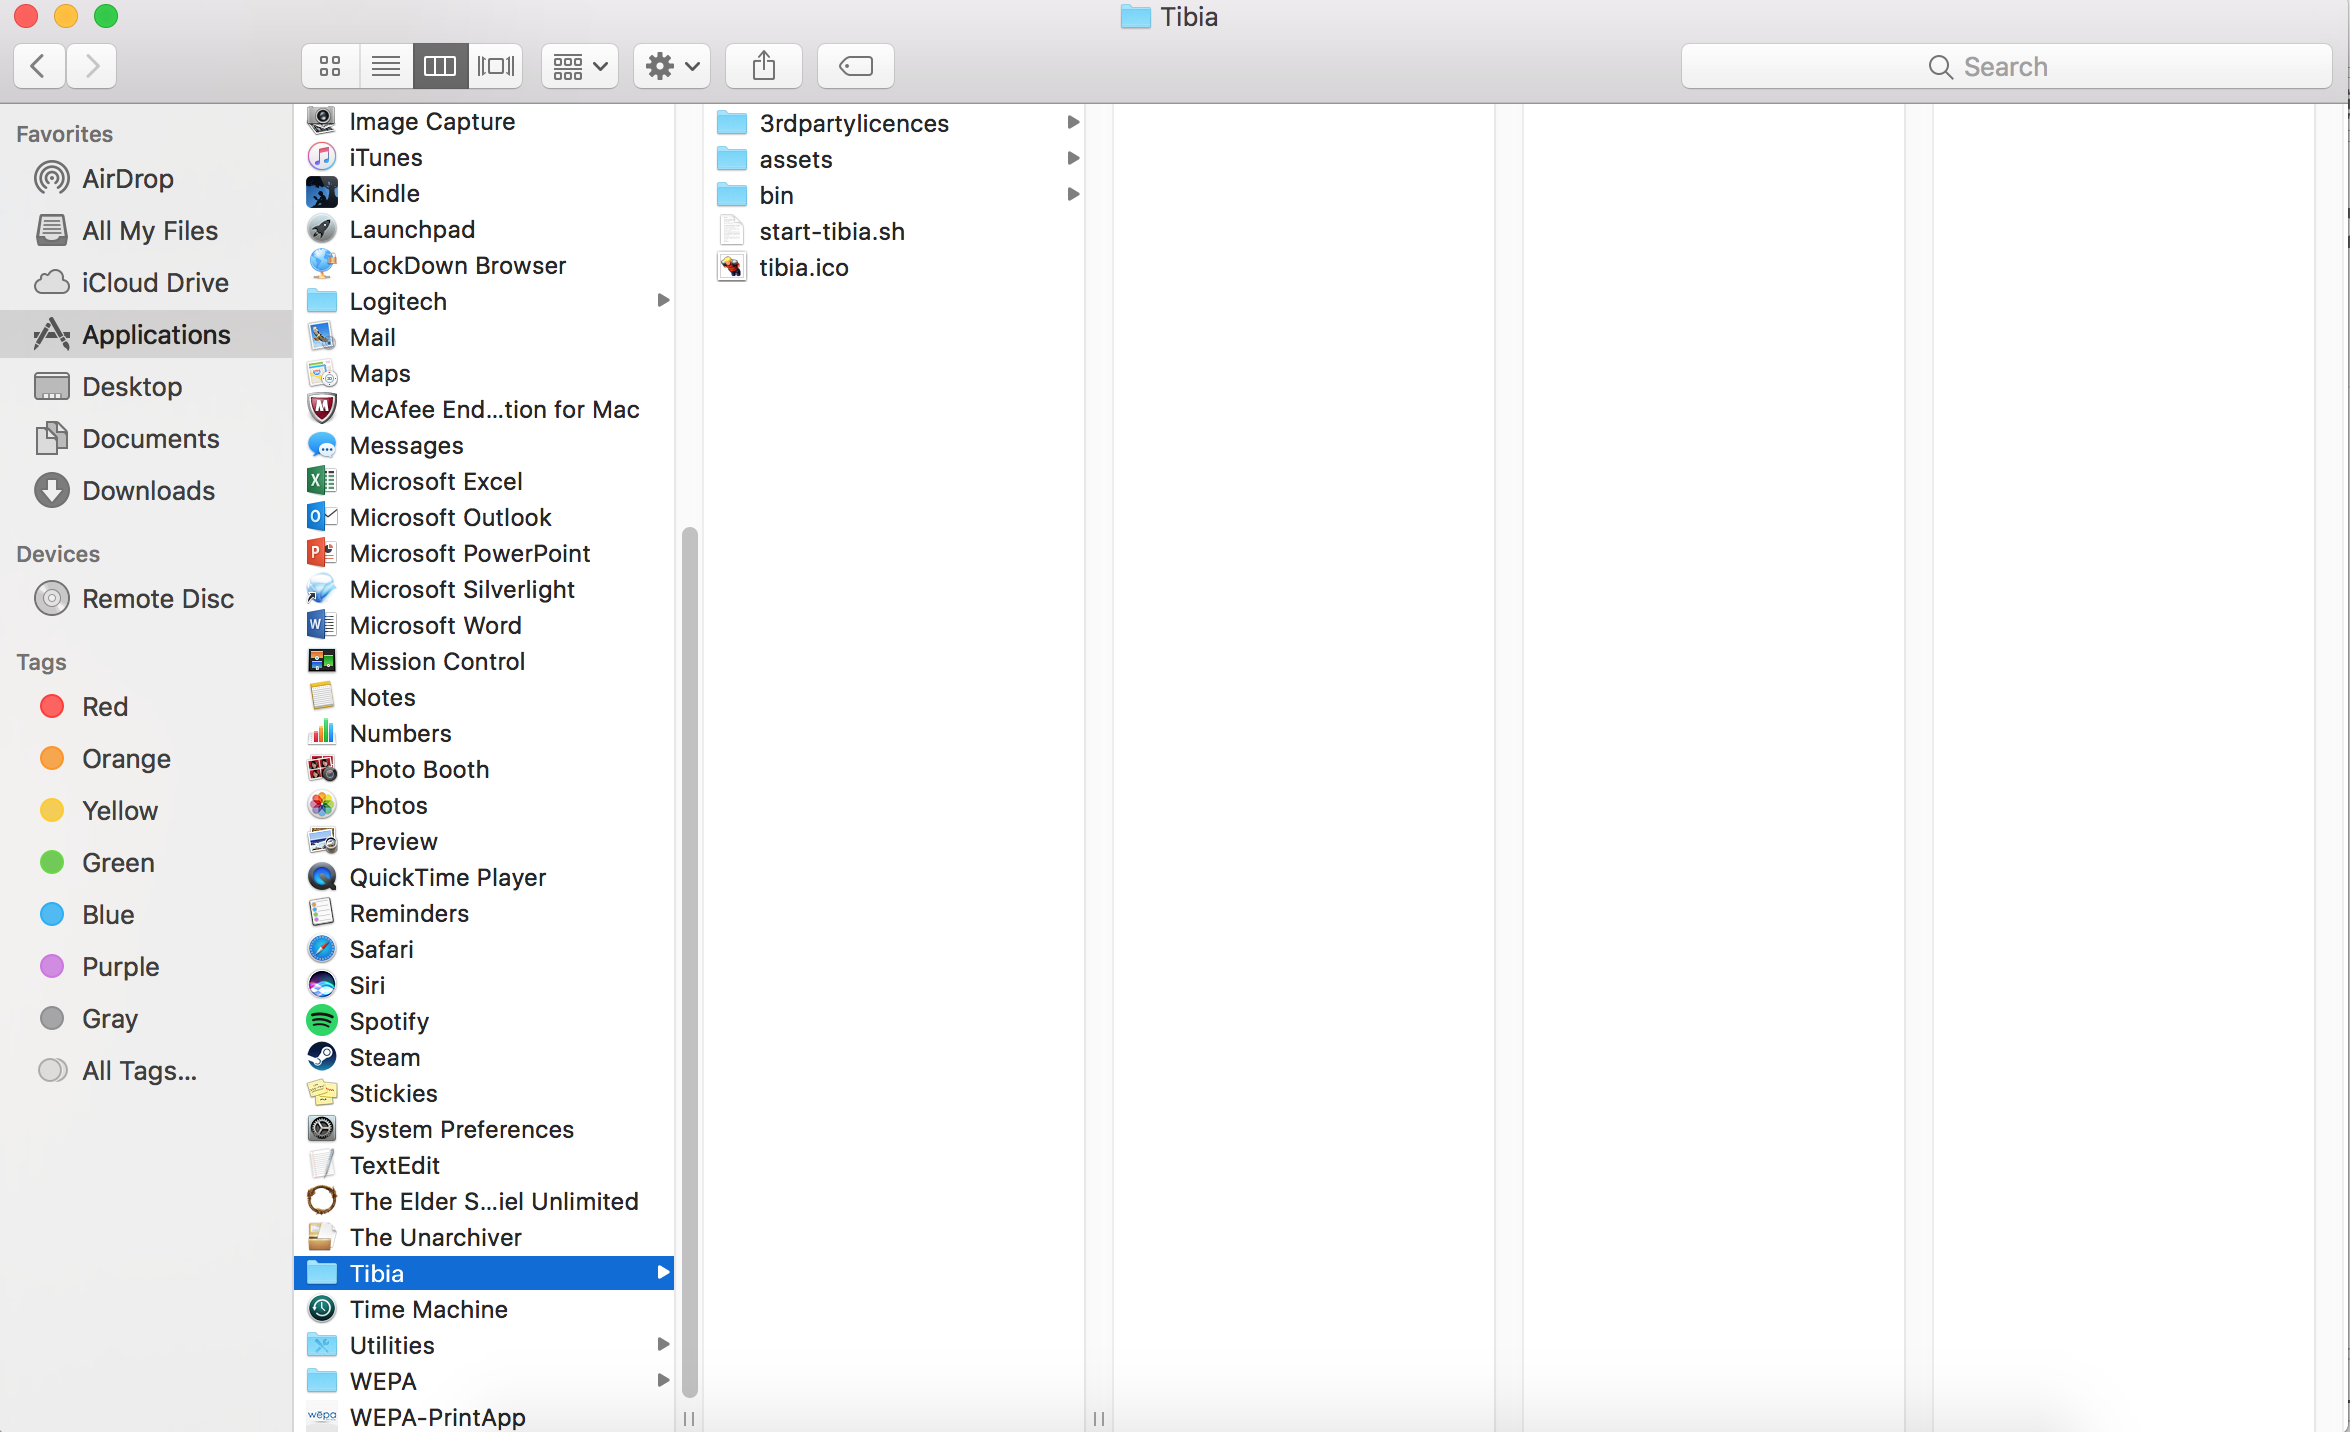 Tibia
Search
Favorites
AirDrop
All My Files
iCloud Drive
Applications
Desktop
Documents
Downloads
Devices
Remote Disc
Tags
Red
Orange
Yellow
Green
Blue
Purple
Gray
All Tags...
Image Capture
iTunes
Kindle
Launchpad
LockDown Browser
Logitech
Mail
Maps
McAfee End...tion for Mac
Messages
Microsoft Excel
Microsoft Outlook
Microsoft PowerPoint
Microsoft Silverlight
Microsoft Word
Mission Control
Notes
Numbers
Photo Booth
Photos
Preview
QuickTime Player
Reminders
Safari
Siri
Spotify
Steam
Stickies
System Preferences
TextEdit
The Elder S...iel Unlimited
The Unarchiver
Tibia
Time Machine
Utilities
WEPA
wēpa WEPA-PrintApp
3rdpartylicences
assets
bin
start-tibia.sh
tibia.ico